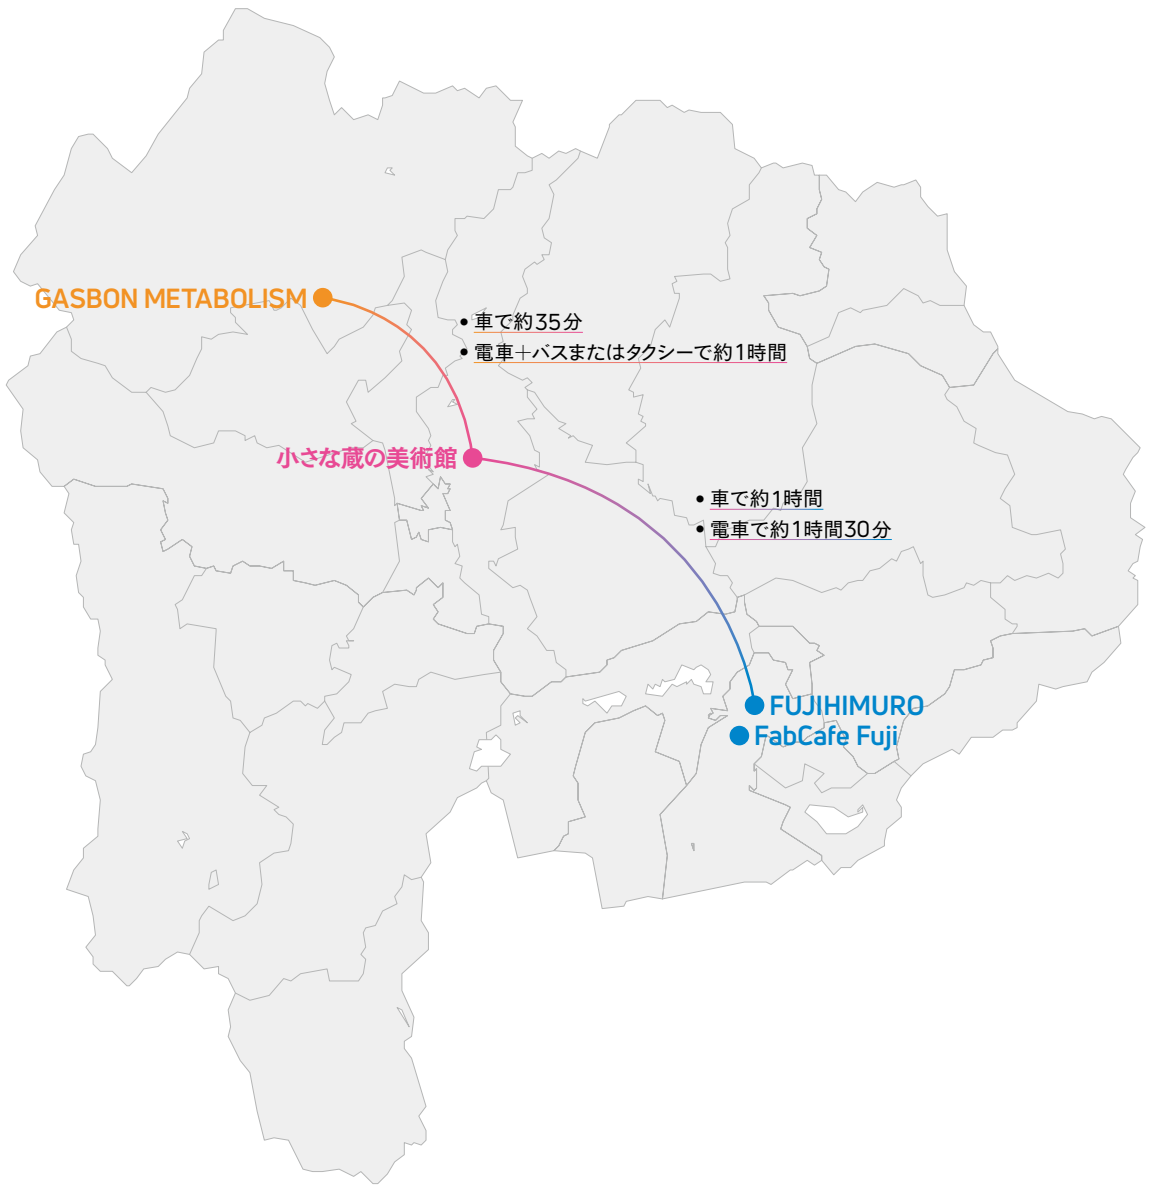 GASBON METABOLISM
• 車で約35分
• 電車＋バスまたはタクシーで約1時間
小さな蔵の美術館
• 車で約1時間
• 電車で約1時間30分
FUJIHIMURO
FabCafe Fuji